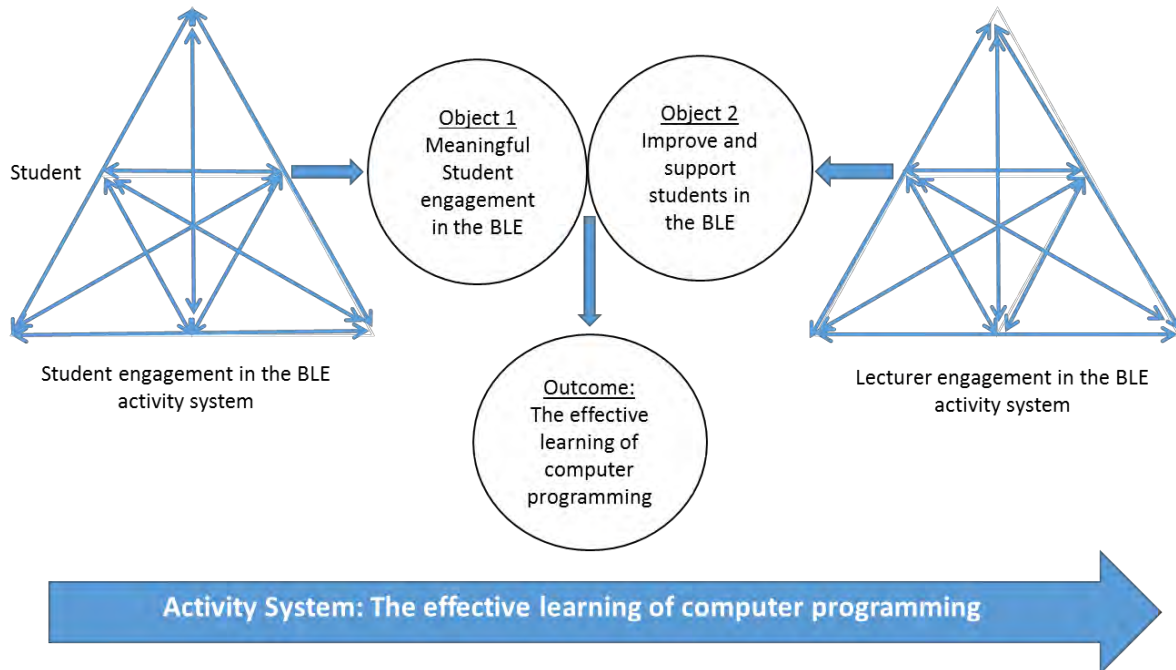 Student
Object 1
Meaningful
Student
engagement
in the BLE
Object 2
Improve and
support
students in
the BLE
Student engagement in the BLE
activity system
Lecturer engagement in the BLE
activity system
Outcome:
The effective
learning of
computer
programming
Activity System: The effective learning of computer programming